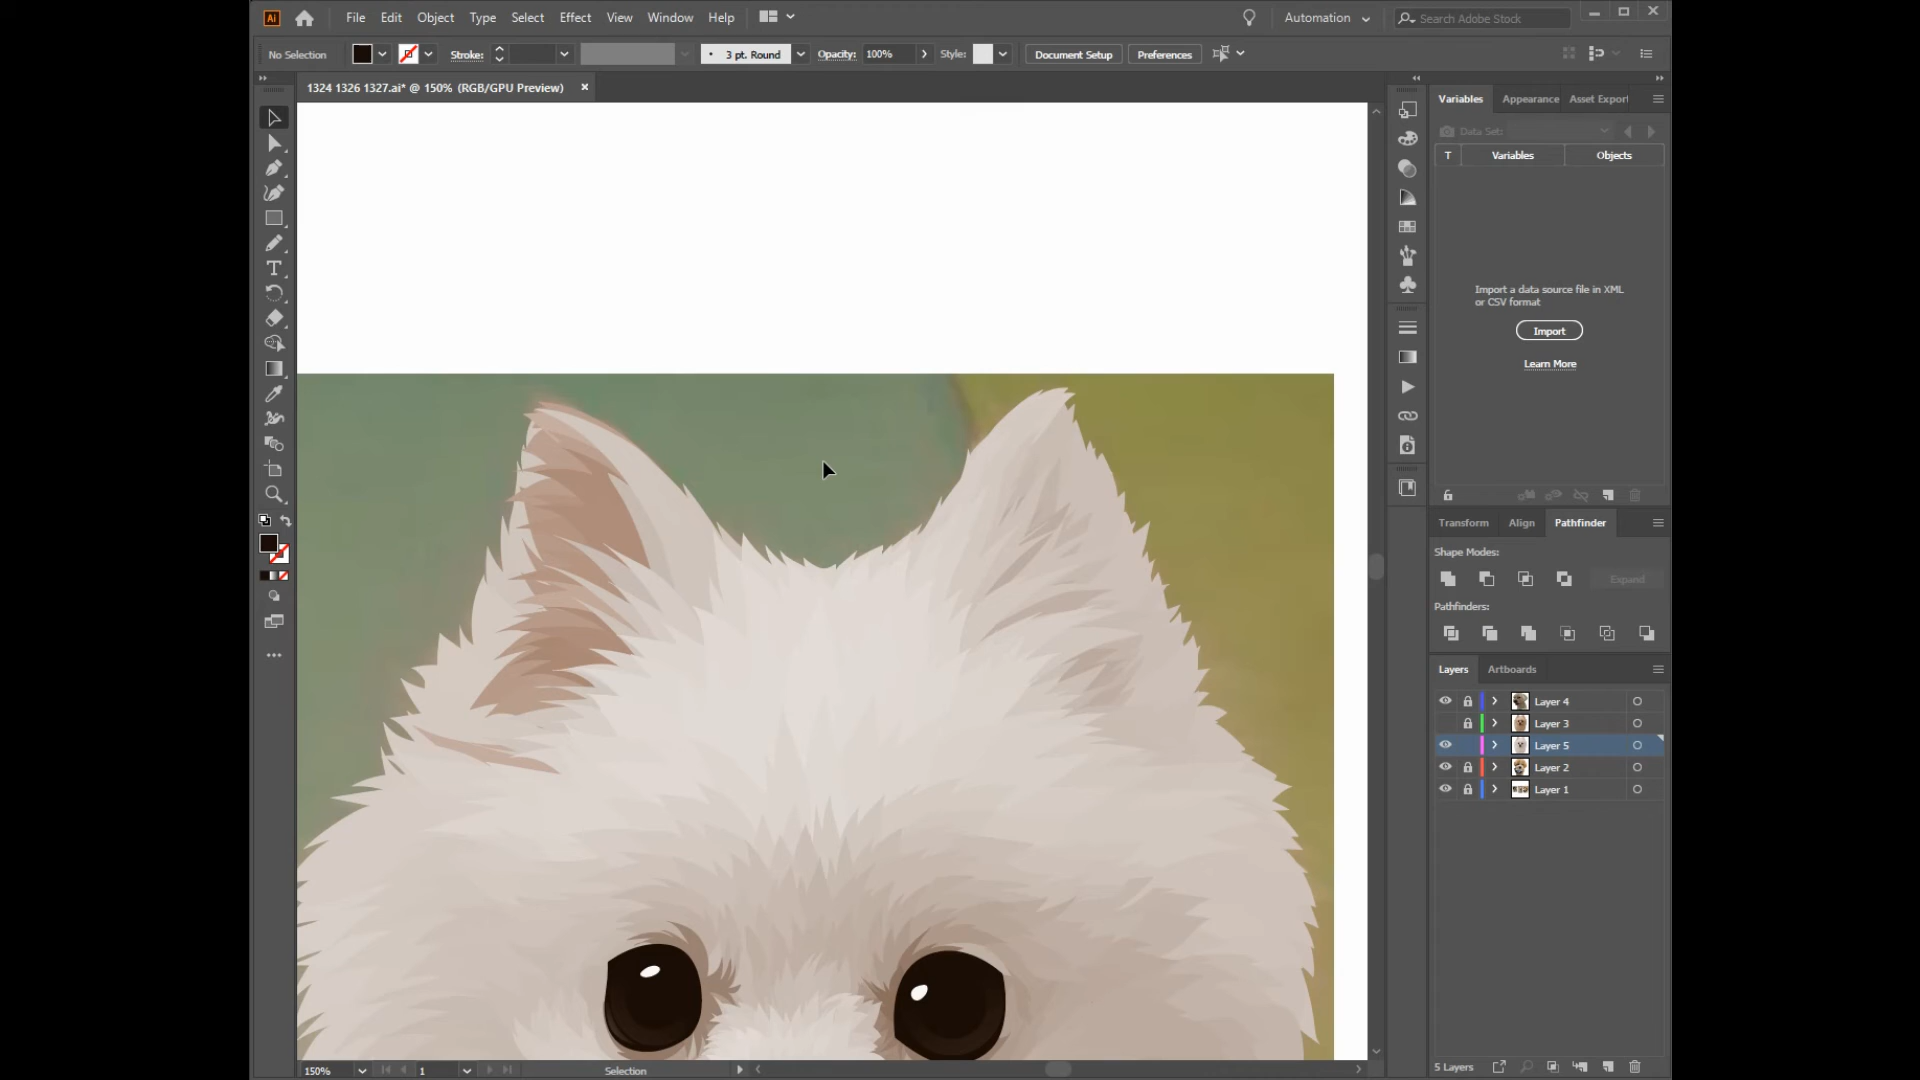 Ai File Edit Object Type Select Effect View Window Help Automation Search Adobe Stock
No Selection Stroke: 3 pt. Round Opacity: 100% Style: Document Setup Preferences
1324 1326 1327.ai* @ 150% (RGB/GPU Preview) ×
Variables Appearance Asset Export
Data Set:
T Variables Objects
Import a data source file in XML
or CSV format
Import
Learn More
Transform Align Pathfinder
Shape Modes:
Expand
Pathfinders:
Layers Artboards
Layer 4
Layer 3
Layer 5
Layer 2
Layer 1
5 Layers
150% 1 Selection